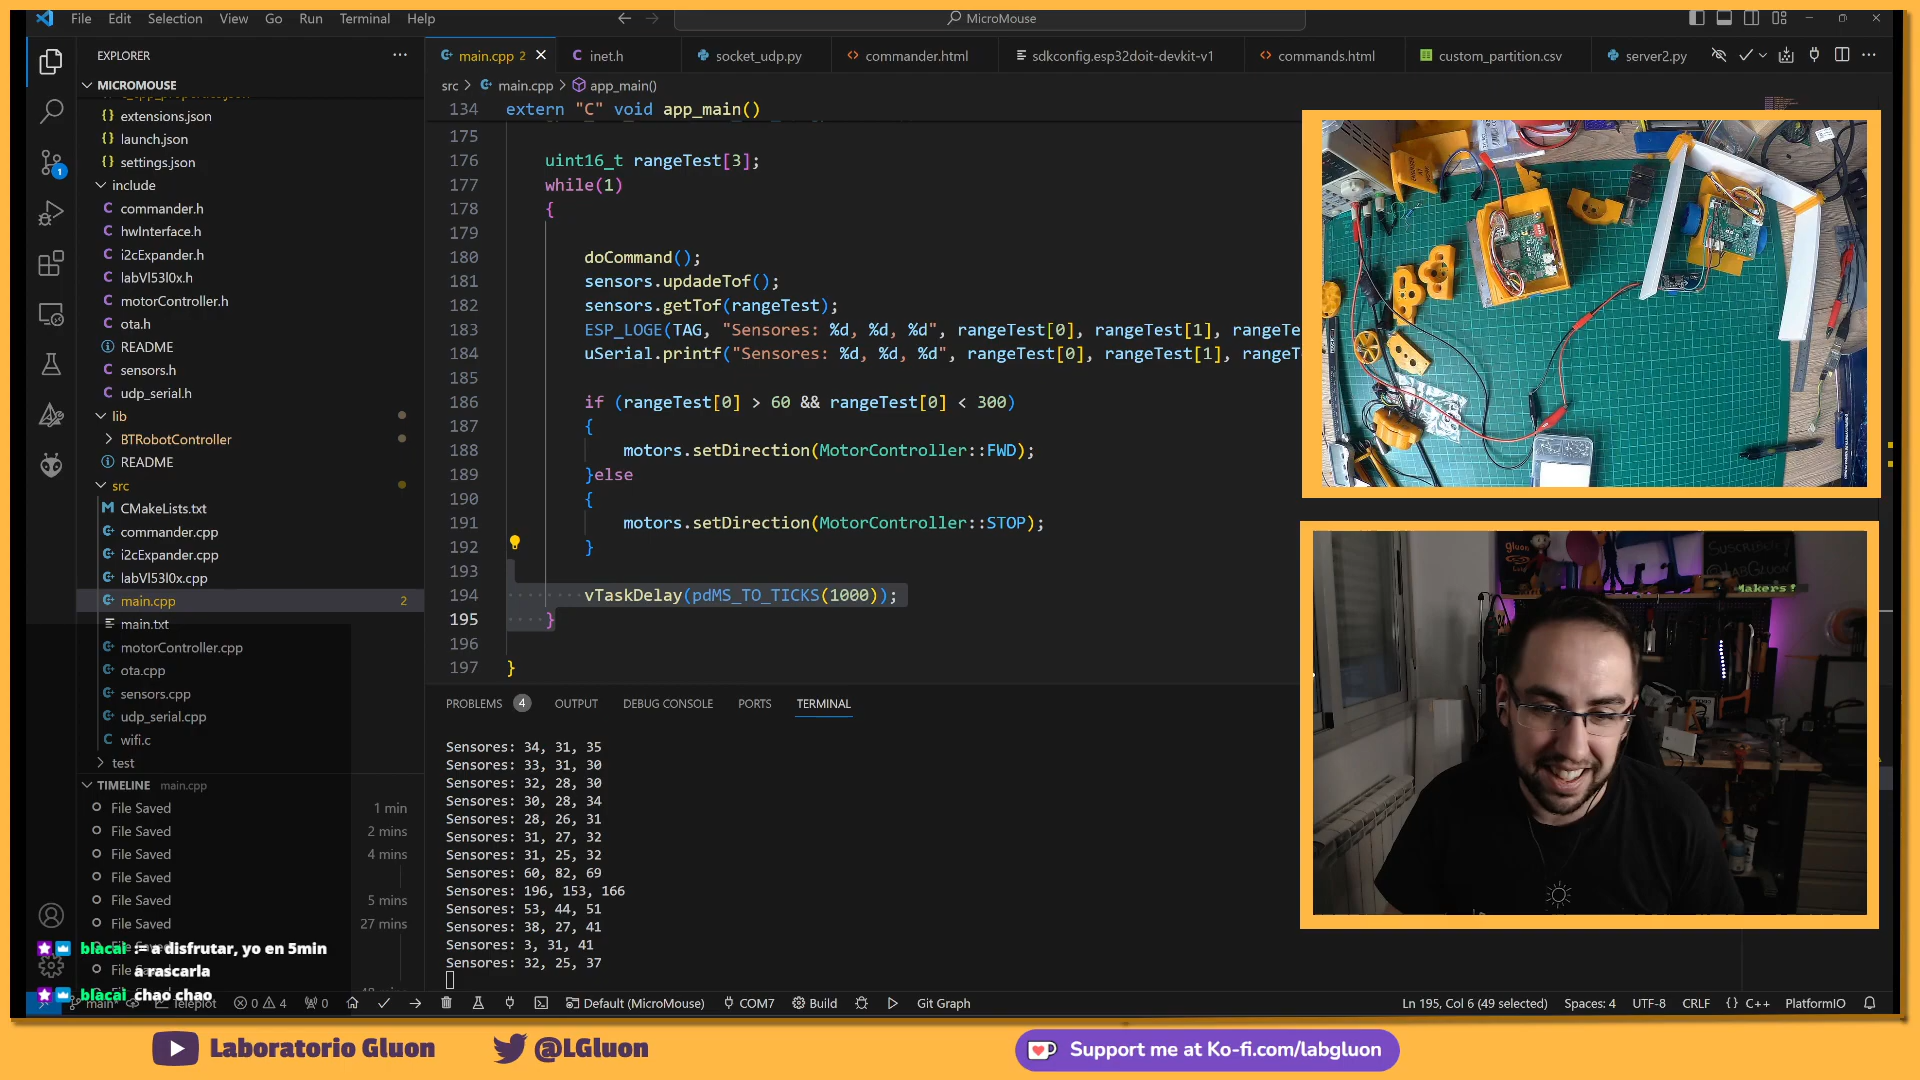 File Edit Selection View Go Run Terminal Help
MicroMouse
EXPLORER
MICROMOUSE
extensions.json
launch.json
settings.json
include
commander.h
hwInterface.h
i2cExpander.h
labVl53l0x.h
motorController.h
ota.h
README
sensors.h
udp_serial.h
lib
BTRobotController
README
src
CMakeLists.txt
commander.cpp
i2cExpander.cpp
labVl53l0x.cpp
main.cpp 2
main.txt
motorController.cpp
ota.cpp
sensors.cpp
udp_serial.cpp
wifi.c
test
TIMELINE main.cpp
File Saved 1 min
File Saved 2 mins
File Saved 4 mins
File Saved
File Saved 5 mins
File Saved 27 mins
blacai := a disfrutar, yo en 5min
a rascarla
blacai chao chao
main.cpp 2 inet.h socket_udp.py commander.html sdkconfig.esp32doit-devkit-v1 commands.html custom_partition.csv server2.py
src > main.cpp > app_main()
134 extern "C" void app_main()
175
176 uint16_t rangeTest[3];
177 while(1)
178 {
179
180 doCommand();
181 sensors.updadeTof();
182 sensors.getTof(rangeTest);
183 ESP_LOGE(TAG, "Sensores: %d, %d, %d", rangeTest[0], rangeTest[1], rangeTe
184 uSerial.printf("Sensores: %d, %d, %d", rangeTest[0], rangeTest[1], rangeT
185
186 if (rangeTest[0] > 60 && rangeTest[0] < 300)
187 {
188 motors.setDirection(MotorController::FWD);
189 }else
190 {
191 motors.setDirection(MotorController::STOP);
192 }
193
194 vTaskDelay(pdMS_TO_TICKS(1000));
195 }
196
197 }
PROBLEMS 4 OUTPUT DEBUG CONSOLE PORTS TERMINAL
Sensores: 34, 31, 35
Sensores: 33, 31, 30
Sensores: 32, 28, 30
Sensores: 30, 28, 34
Sensores: 28, 26, 31
Sensores: 31, 27, 32
Sensores: 31, 25, 32
Sensores: 60, 82, 69
Sensores: 196, 153, 166
Sensores: 53, 44, 51
Sensores: 38, 27, 41
Sensores: 3, 31, 41
Sensores: 32, 25, 37
main* Teleplot 0 4 0 Default (MicroMouse) COM7 Build Git Graph
Ln 195, Col 6 (49 selected) Spaces: 4 UTF-8 CRLF {} C++ PlatformIO
gluon
SUSCRIBETE
@LABGLUON
Makers!
Laboratorio Gluon @LGluon Support me at Ko-fi.com/labgluon